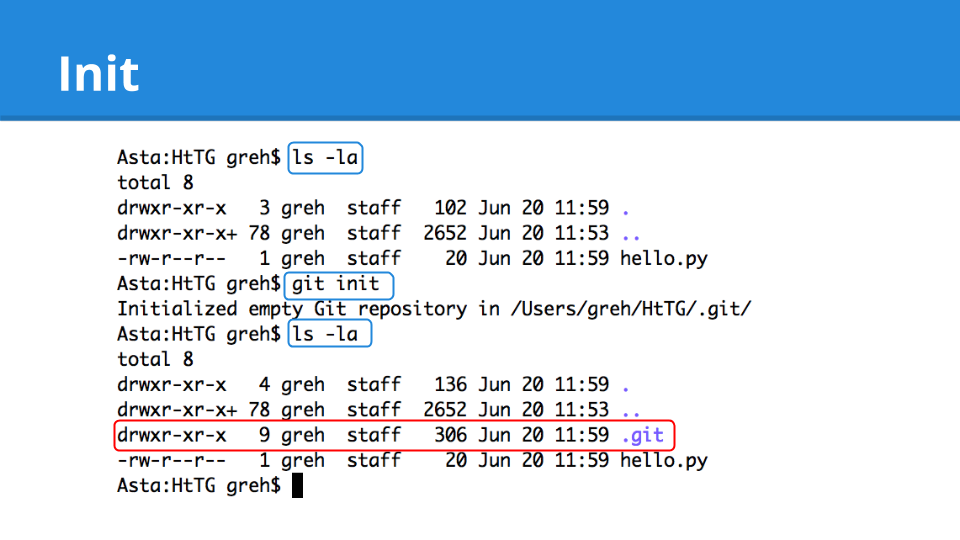 Init
Asta:HtTG greh$ ls -la
total 8
drwxr-xr-x   3 greh  staff   102 Jun 20 11:59 .
drwxr-xr-x+ 78 greh  staff  2652 Jun 20 11:53 ..
-rw-r--r--   1 greh  staff    20 Jun 20 11:59 hello.py
Asta:HtTG greh$ git init
Initialized empty Git repository in /Users/greh/HtTG/.git/
Asta:HtTG greh$ ls -la
total 8
drwxr-xr-x   4 greh  staff   136 Jun 20 11:59 .
drwxr-xr-x+ 78 greh  staff  2652 Jun 20 11:53 ..
drwxr-xr-x   9 greh  staff   306 Jun 20 11:59 .git
-rw-r--r--   1 greh  staff    20 Jun 20 11:59 hello.py
Asta:HtTG greh$